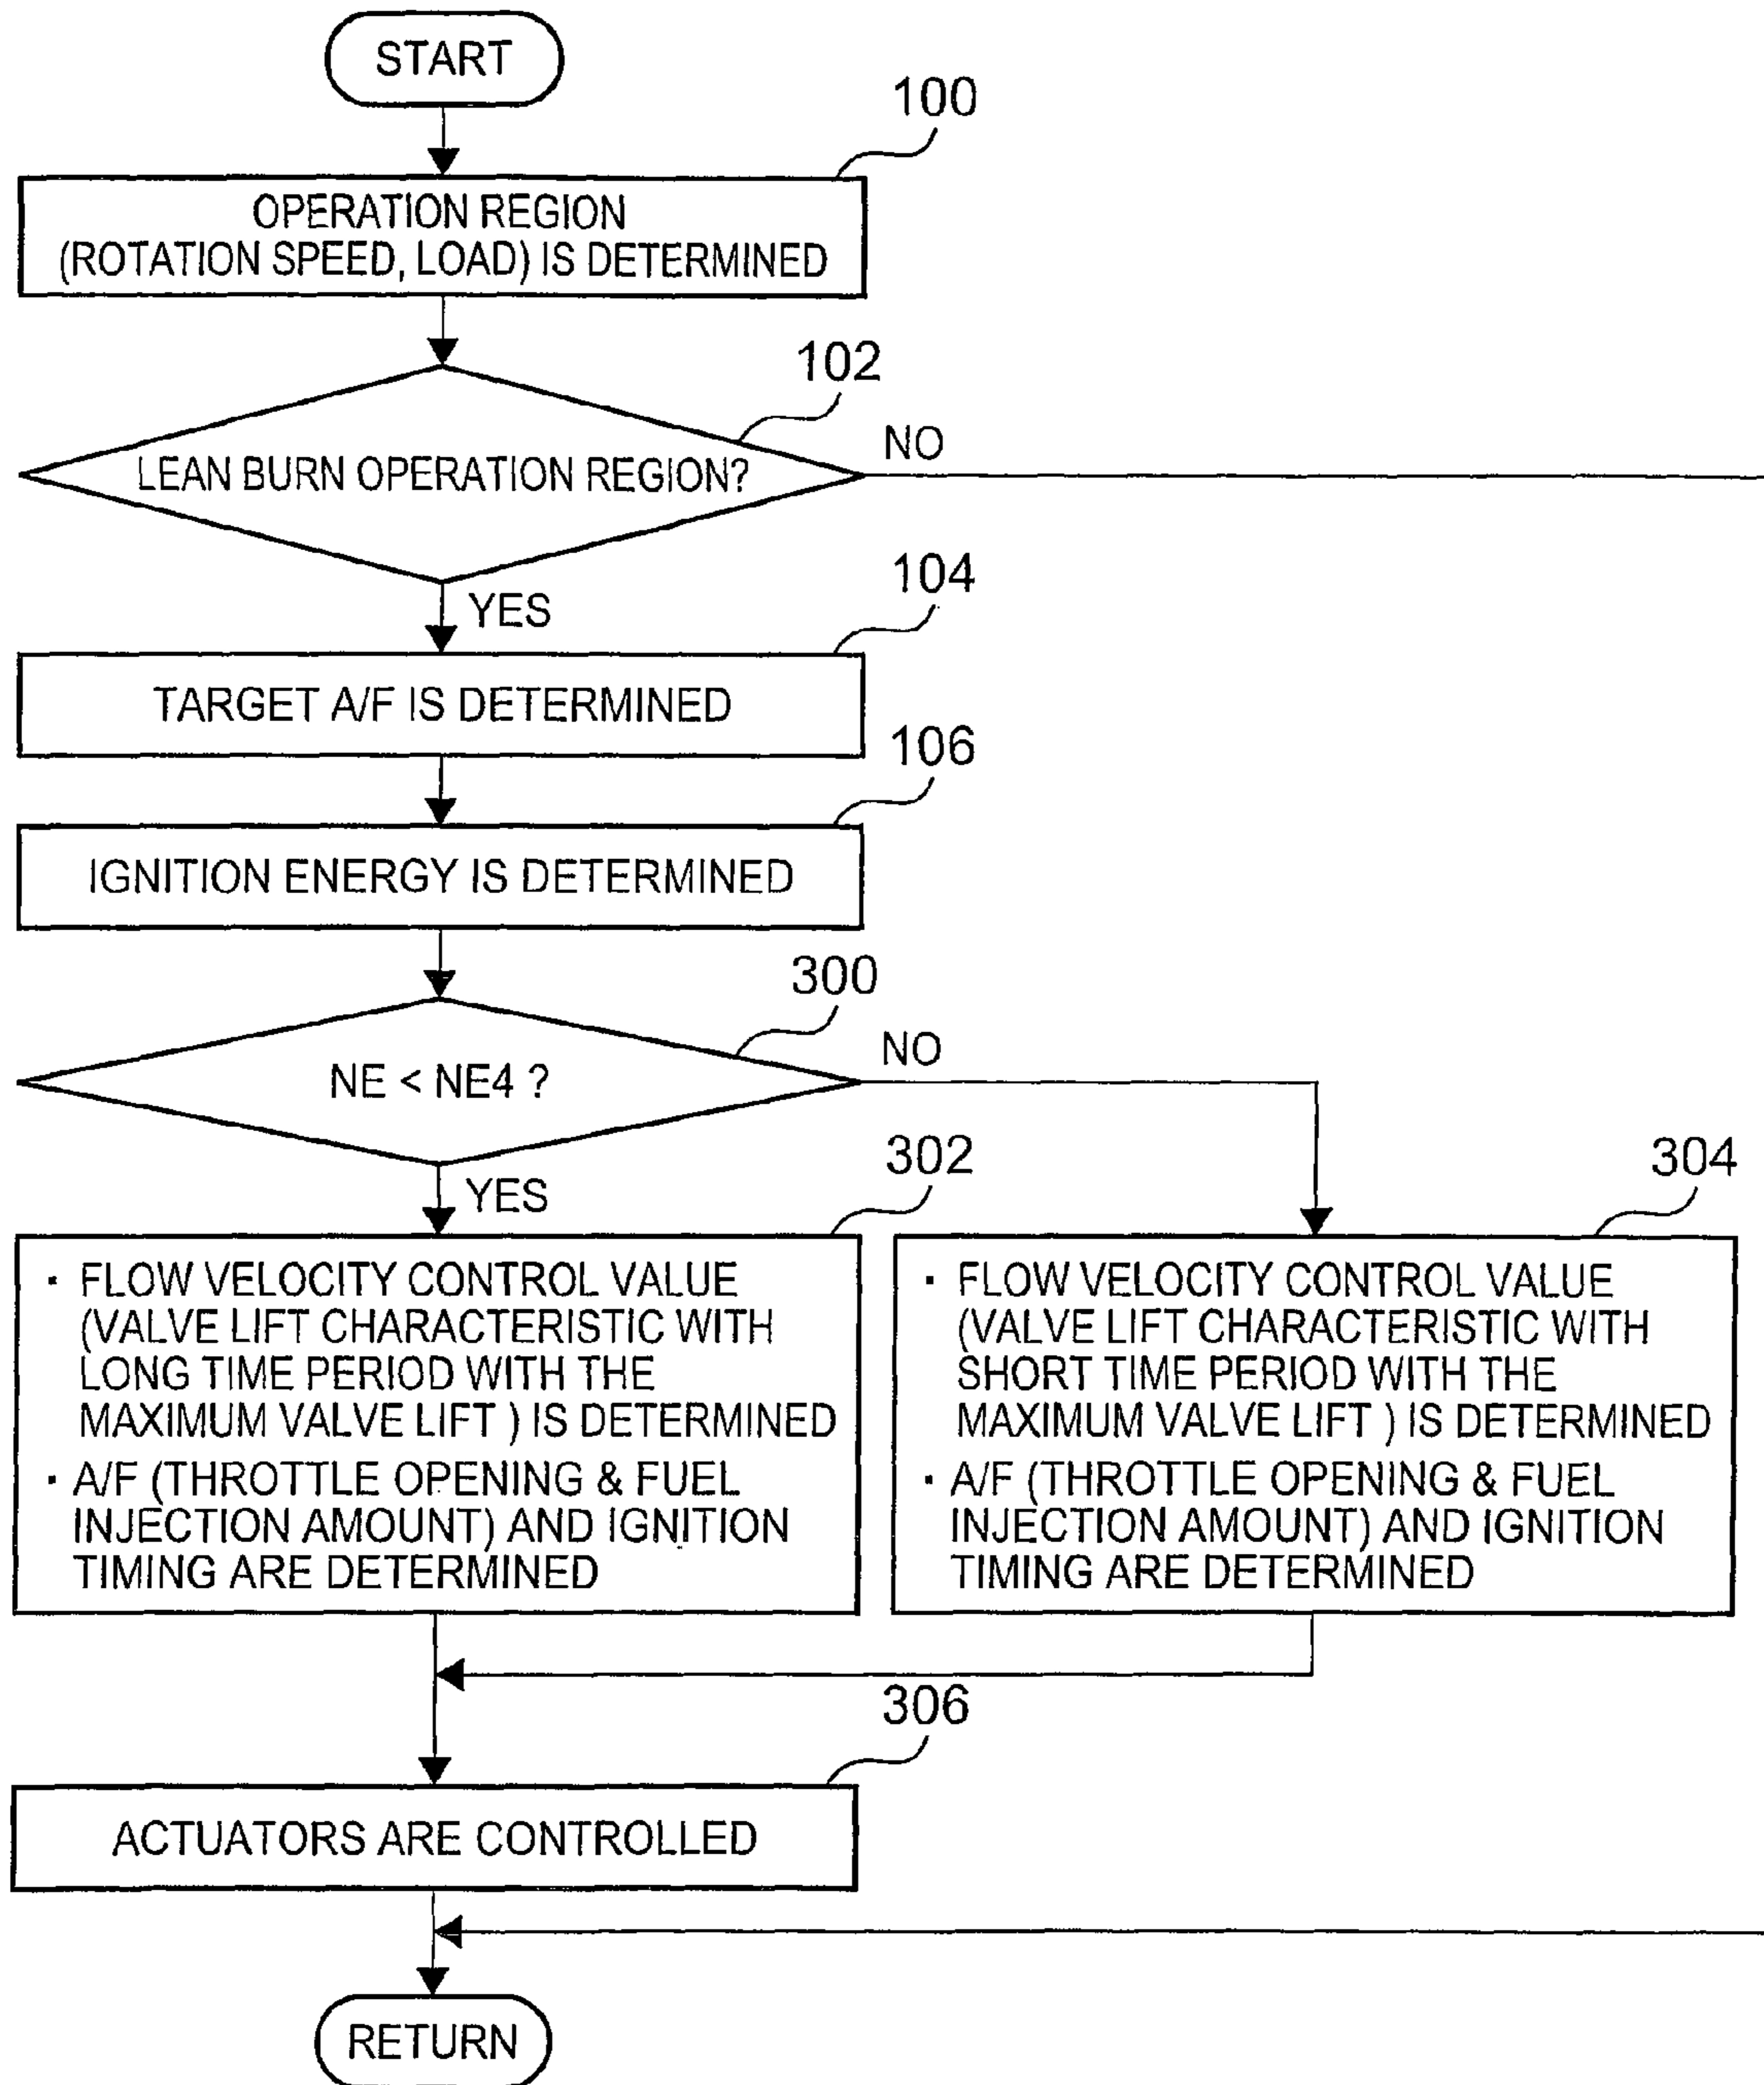 START
100
OPERATION REGION
(ROTATION SPEED, LOAD) IS DETERMINED
102
LEAN BURN OPERATION REGION?
NO
YES
104
TARGET A/F IS DETERMINED
106
IGNITION ENERGY IS DETERMINED
300
NE < NE4 ?
NO
YES
302
· FLOW VELOCITY CONTROL VALUE
(VALVE LIFT CHARACTERISTIC WITH
LONG TIME PERIOD WITH THE
MAXIMUM VALVE LIFT ) IS DETERMINED
· A/F (THROTTLE OPENING & FUEL
INJECTION AMOUNT) AND IGNITION
TIMING ARE DETERMINED
304
· FLOW VELOCITY CONTROL VALUE
(VALVE LIFT CHARACTERISTIC WITH
SHORT TIME PERIOD WITH THE
MAXIMUM VALVE LIFT ) IS DETERMINED
· A/F (THROTTLE OPENING & FUEL
INJECTION AMOUNT) AND IGNITION
TIMING ARE DETERMINED
306
ACTUATORS ARE CONTROLLED
RETURN